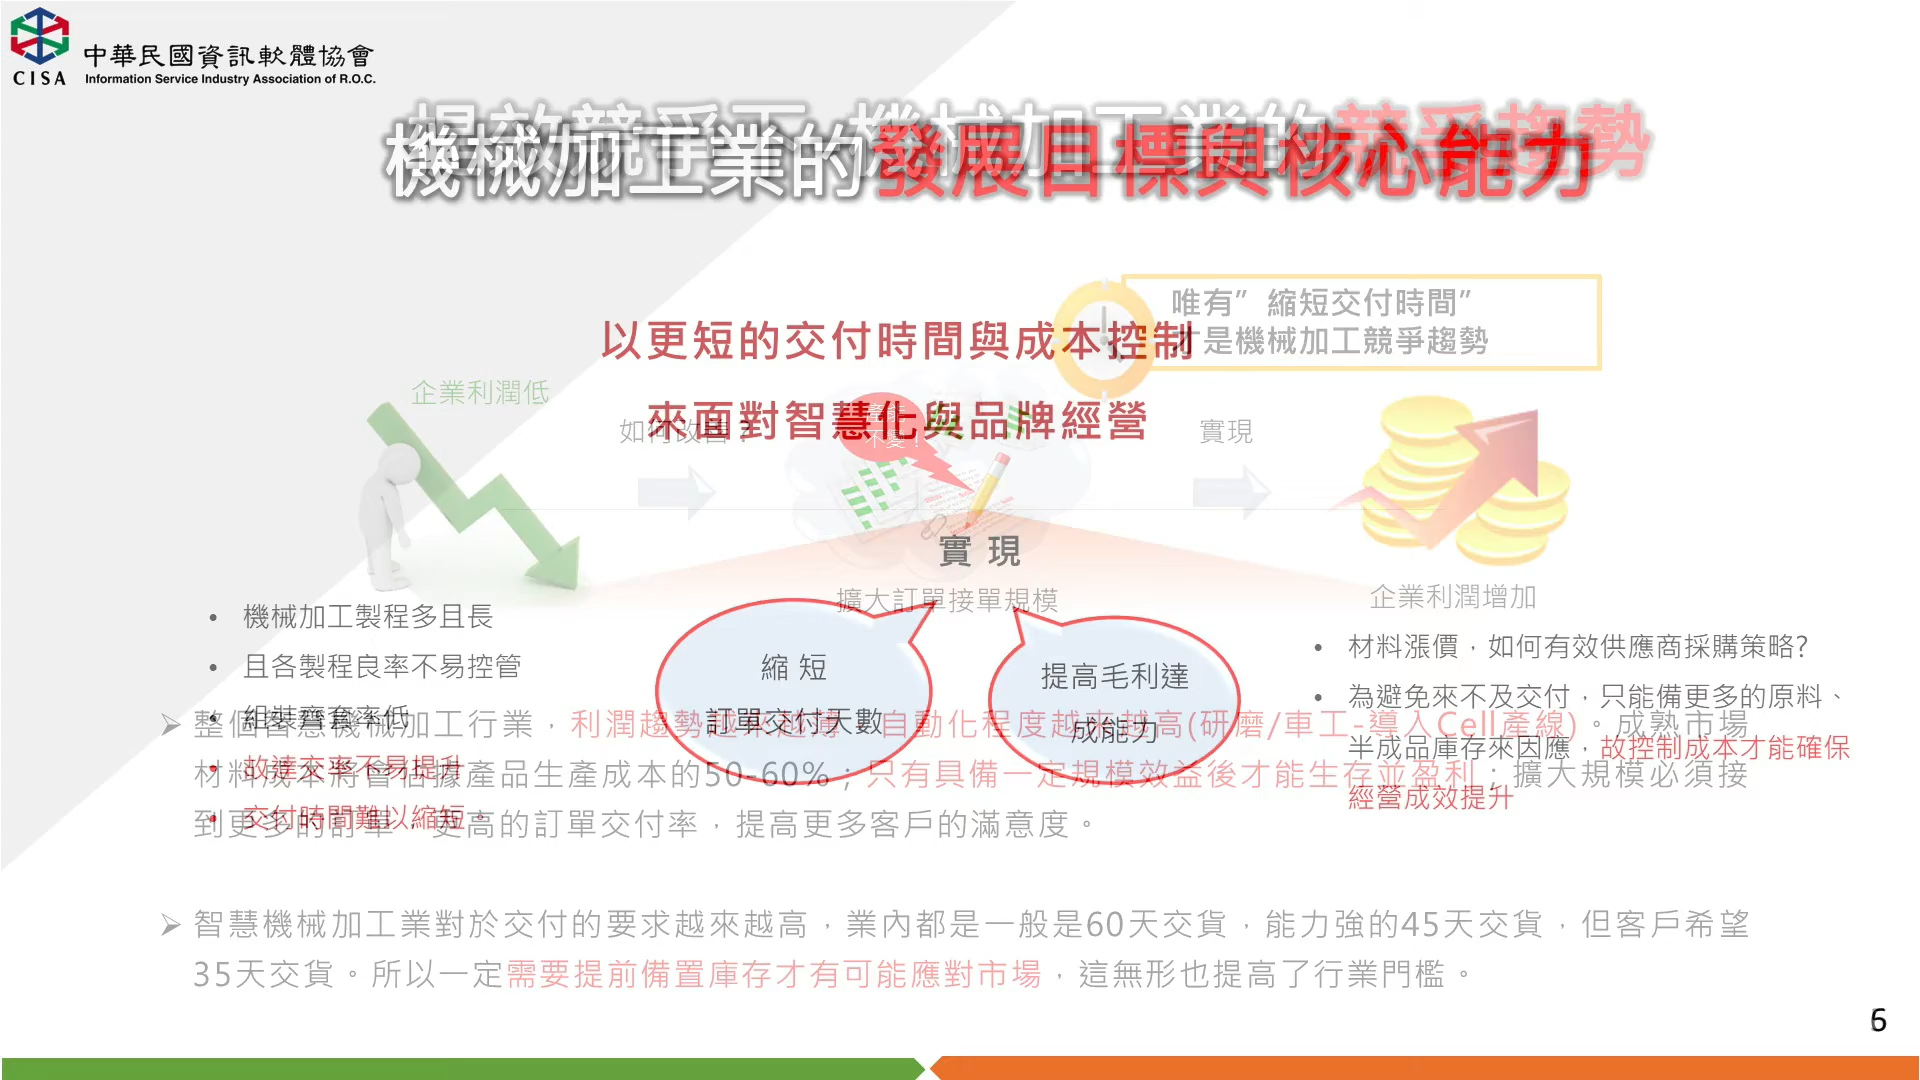 中華民國資訊軟體協會
CISA
Information Service Industry Association of R.O.C.
提效競爭下 機械加工業的競爭趨勢
機械加工業的發展目標與核心能力
唯有”縮短交付時間”
才是機械加工競爭趨勢
以更短的交付時間與成本控制
來面對智慧化與品牌經營
企業利潤低
如何改善？
不變！
實現
實 現
擴大訂單接單規模
企業利潤增加
• 機械加工製程多且長
• 且各製程良率不易控管
• 組裝齊套率低
• 故達交率不易提升
• 交付時間難以縮短。
縮 短
訂單交付天數
提高毛利達
成能力
• 材料漲價，如何有效供應商採購策略?
• 為避免來不及交付，只能備更多的原料、
半成品庫存來因應，故控制成本才能確保
經營成效提升
➢ 整個智慧機械加工行業，利潤趨勢越來越薄，自動化程度越來越高(研磨/車工-導入Cell產線)。成熟市場
材料成本將會佔據產品生產成本的50-60%；只有具備一定規模效益後才能生存並盈利；擴大規模必須接
到更多的訂單，更高的訂單交付率，提高更多客戶的滿意度。
➢ 智慧機械加工業對於交付的要求越來越高，業內都是一般是60天交貨，能力強的45天交貨，但客戶希望
35天交貨。所以一定需要提前備置庫存才有可能應對市場，這無形也提高了行業門檻。
6